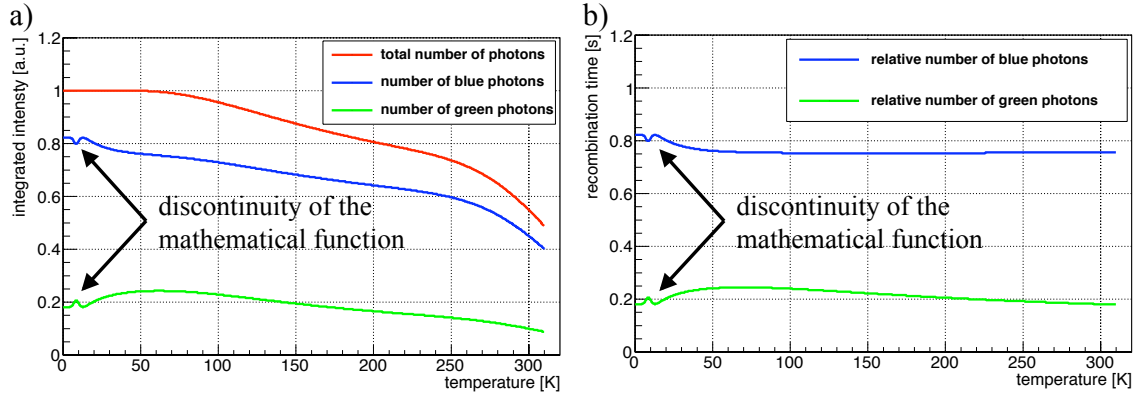 a)
1.2
1
0.8
0.6
0.4
0.2
0
0
50
100
150
200
250
300
integrated intensty [a.u.]
temperature [K]
total number of photons
number of blue photons
number of green photons
discontinuity of the
mathematical function
b)
1.2
1
0.8
0.6
0.4
0.2
0
0
50
100
150
200
250
300
recombination time [s]
temperature [K]
relative number of blue photons
relative number of green photons
discontinuity of the
mathematical function